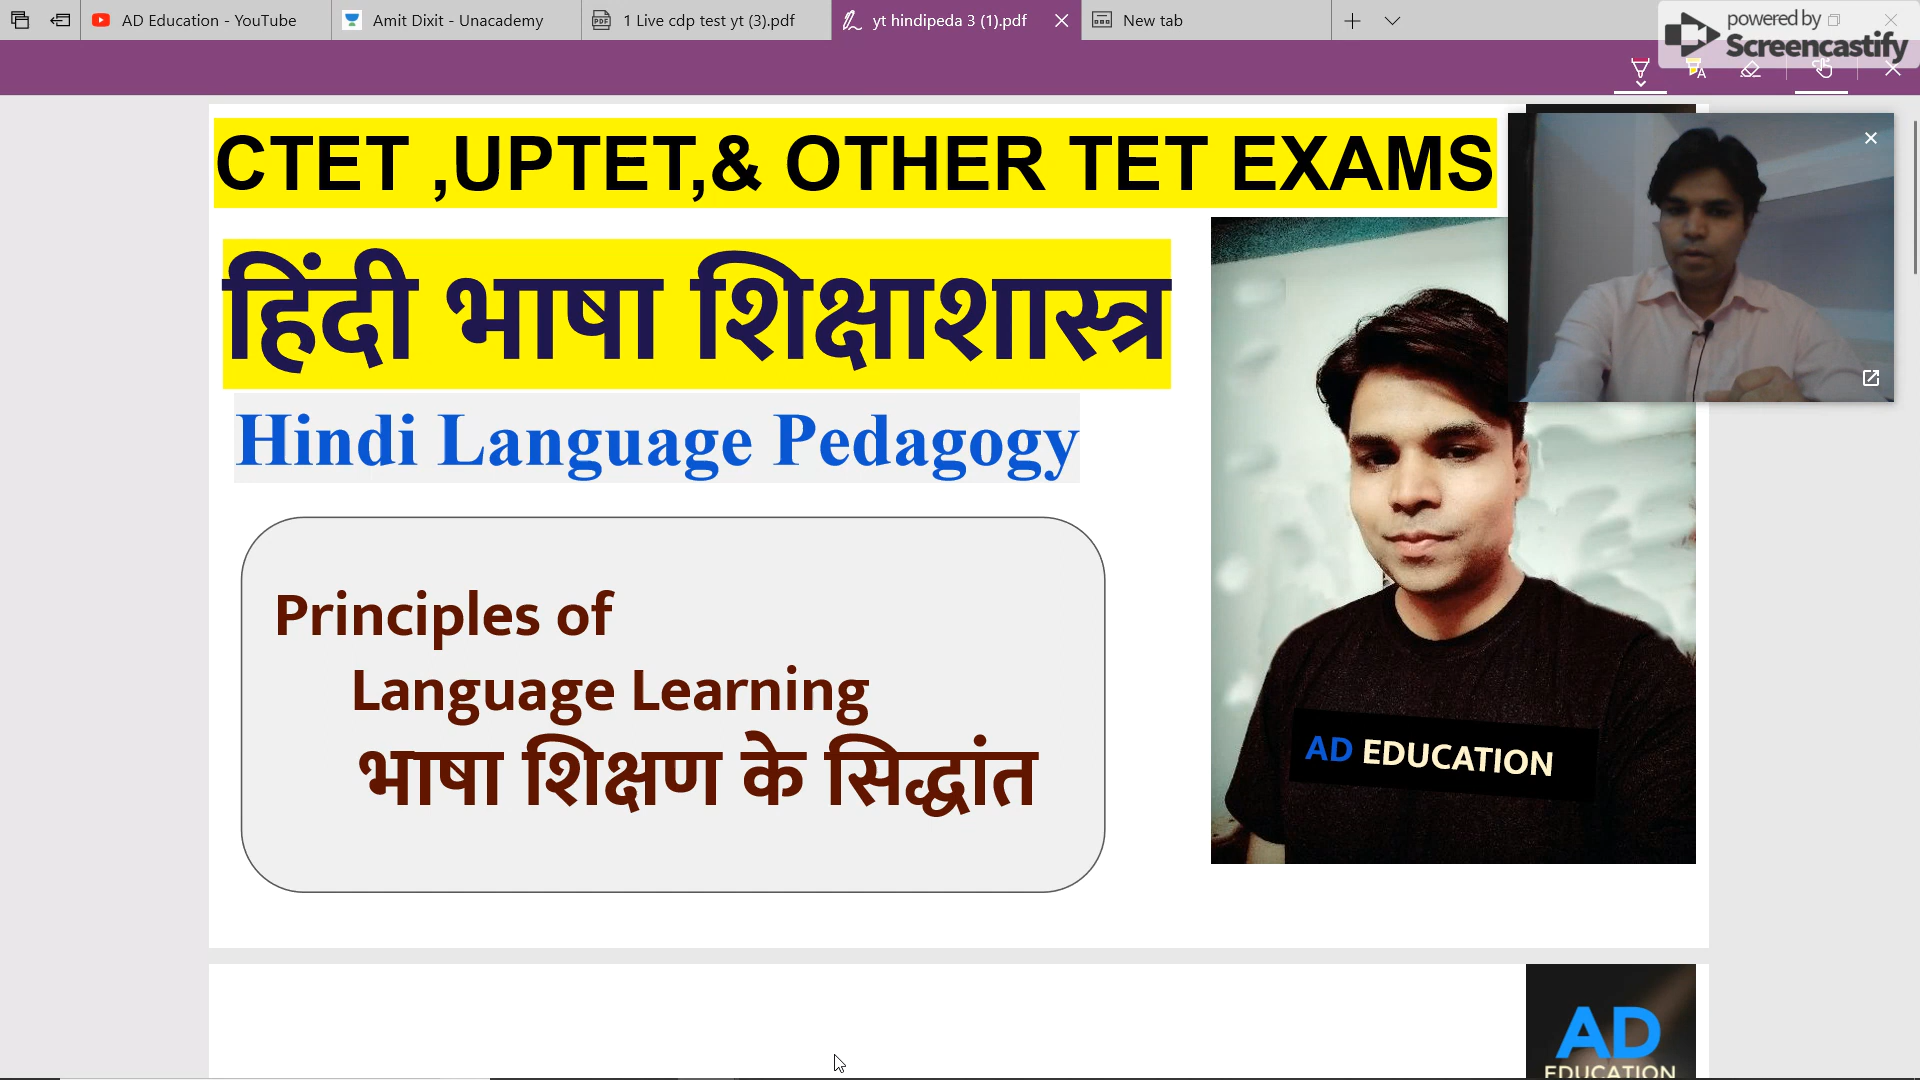 AD Education - YouTube
Amit Dixit - Unacademy
1 Live cdp test yt (3).pdf
yt hindipeda 3 (1).pdf
New tab
powered by
Screencastify
CTET ,UPTET,& OTHER TET EXAMS
हिंदी भाषा शिक्षाशास्त्र
Hindi Language Pedagogy
Principles of
Language Learning
भाषा शिक्षण के सिद्धांत
AD EDUCATION
AD
EDUCATION